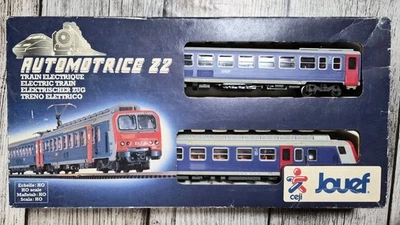 AUTOMOTRICE 22
TRAIN ELECTRIQUE
ELECTRIC TRAIN
ELEKTRISCHER ZUG
TRENO ELETTRICO
Echelle: HO
HO scale
Maßstab: HO
Scala: HO
ceji
Jouef